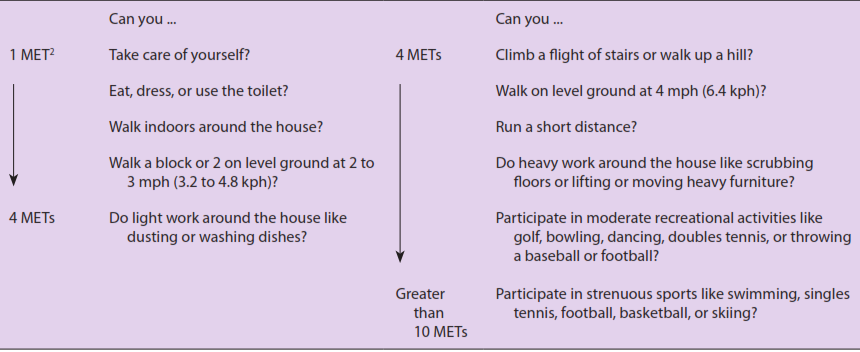 Can you ...
1 MET² Take care of yourself?
Eat, dress, or use the toilet?
Walk indoors around the house?
Walk a block or 2 on level ground at 2 to
3 mph (3.2 to 4.8 kph)?
4 METs Do light work around the house like
dusting or washing dishes?
Can you ...
4 METs Climb a flight of stairs or walk up a hill?
Walk on level ground at 4 mph (6.4 kph)?
Run a short distance?
Do heavy work around the house like scrubbing
floors or lifting or moving heavy furniture?
Participate in moderate recreational activities like
golf, bowling, dancing, doubles tennis, or throwing
a baseball or football?
Greater Participate in strenuous sports like swimming, singles
than tennis, football, basketball, or skiing?
10 METs